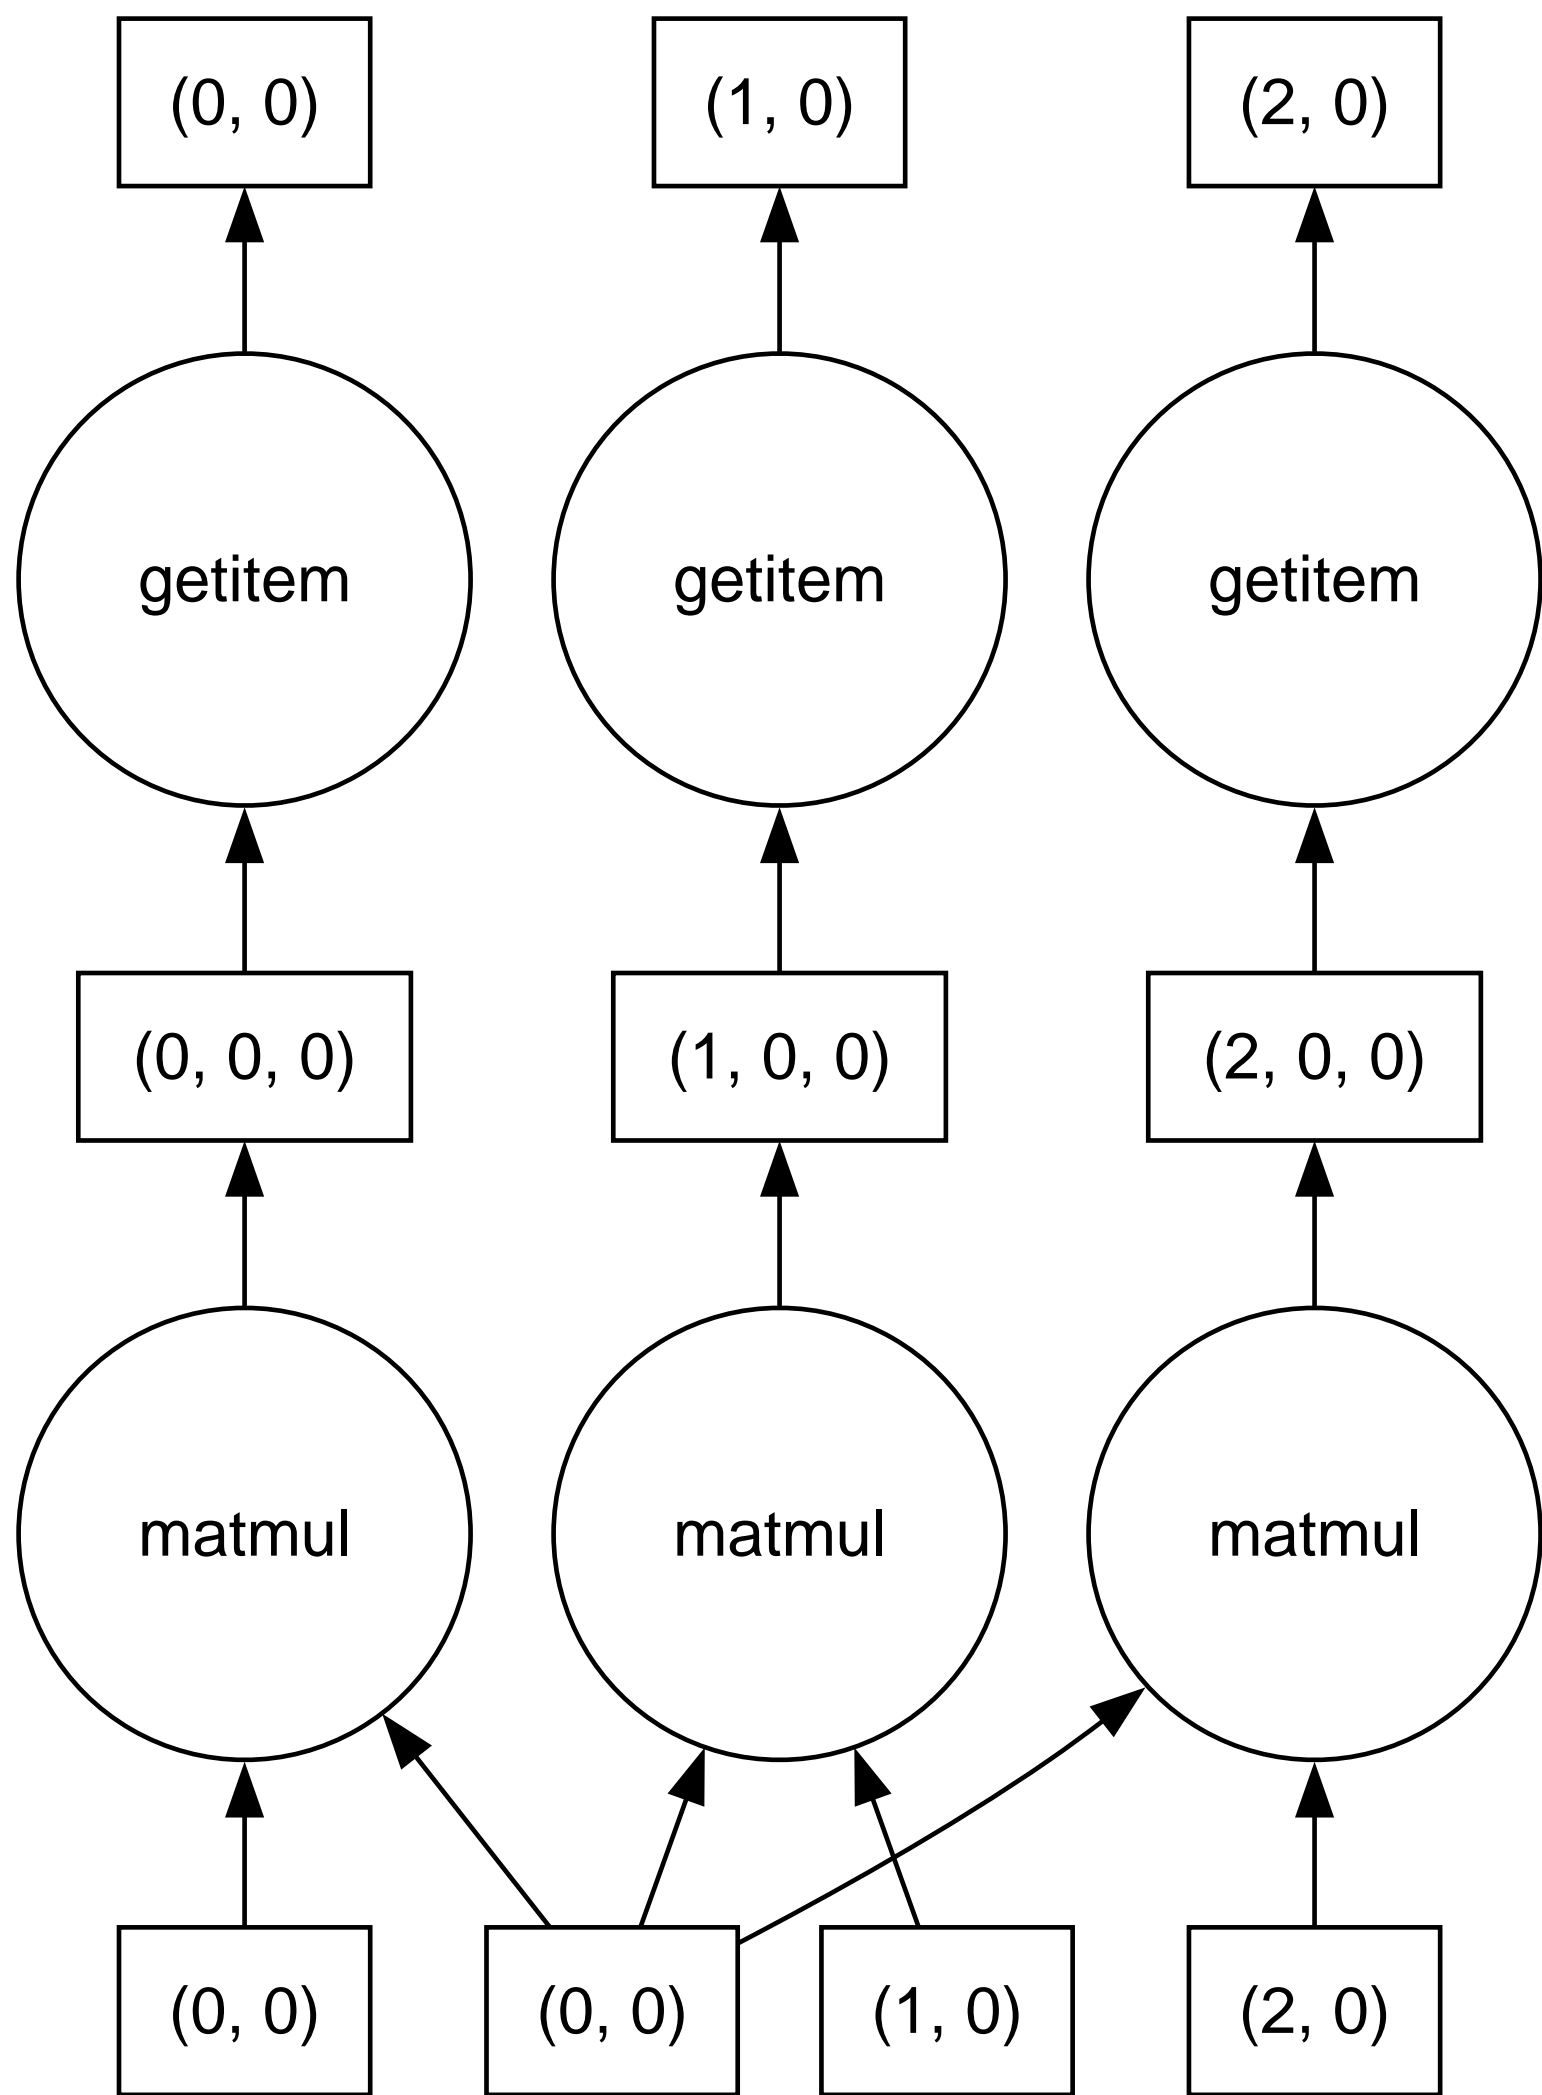 (0, 0)
(1, 0)
(2, 0)
getitem
getitem
getitem
(0, 0, 0)
(1, 0, 0)
(2, 0, 0)
matmul
matmul
matmul
(0, 0)
(0, 0)
(1, 0)
(2, 0)